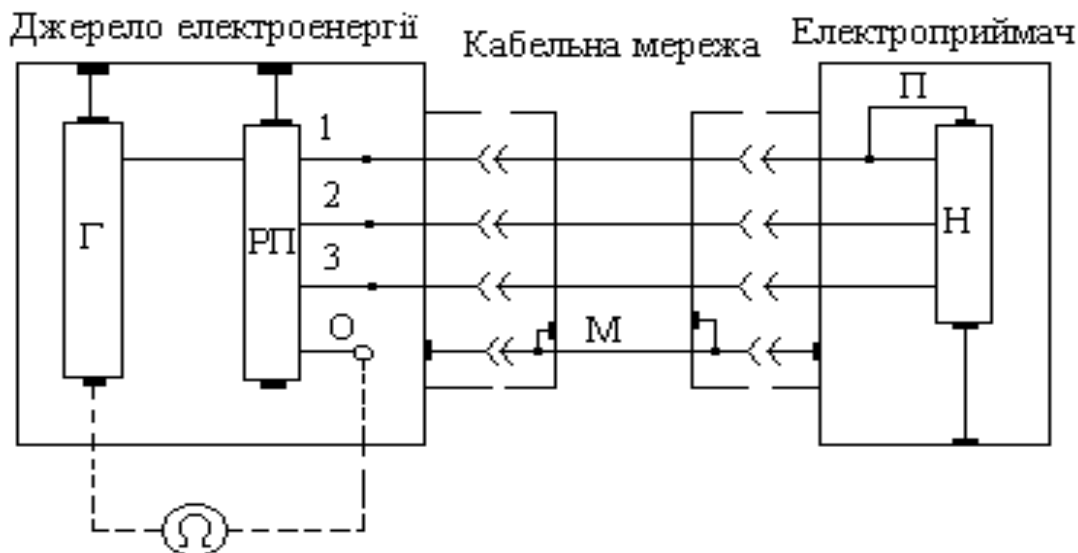 Джерело електроенергії
Кабельна мережа
Електроприймач
П
1
2
Г
РП
Н
3
О
М
Ω